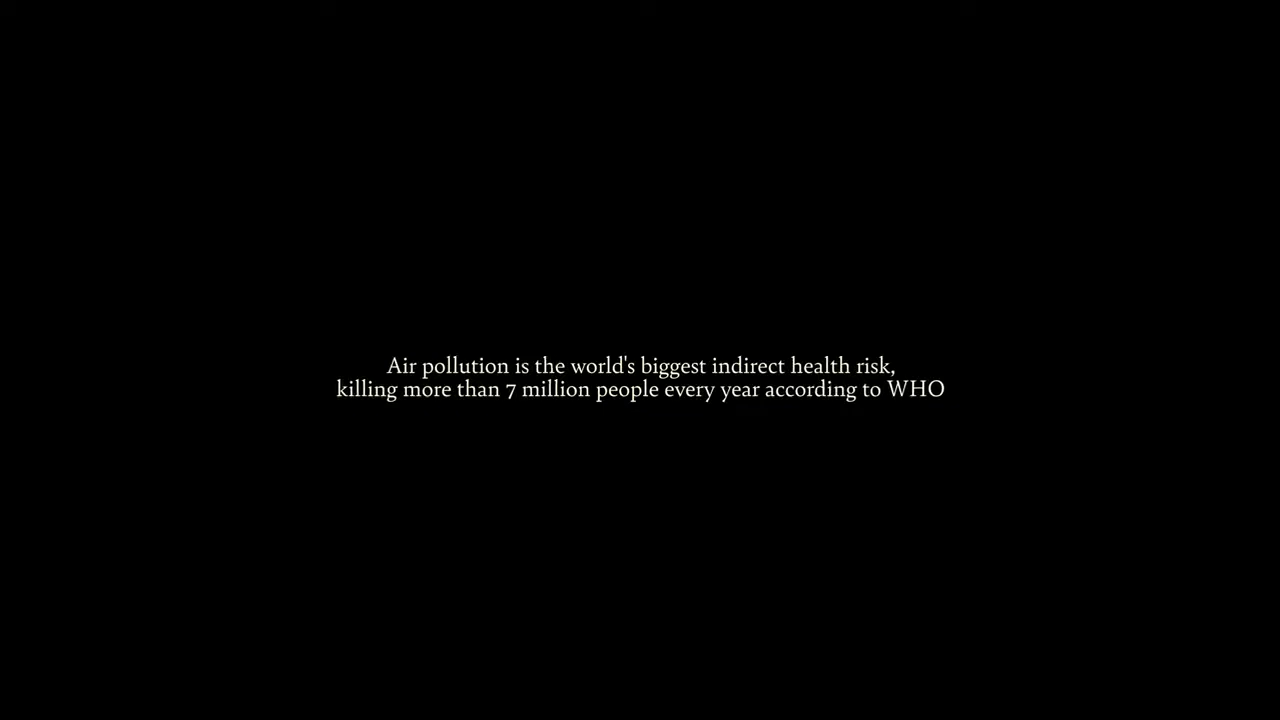 Air pollution is the world's biggest indirect health risk,
killing more than 7 million people every year according to WHO